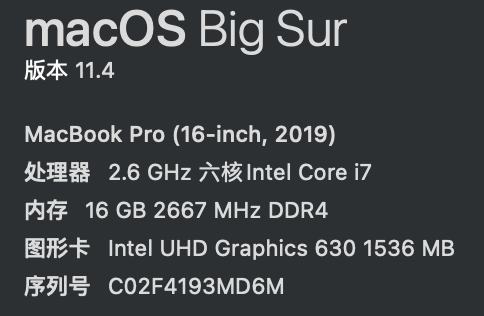 macOS Big Sur
版本 11.4
MacBook Pro (16-inch, 2019)
处理器 2.6 GHz 六核Intel Core i7
内存 16 GB 2667 MHz DDR4
图形卡 Intel UHD Graphics 630 1536 MB
序列号 C02F4193MD6M